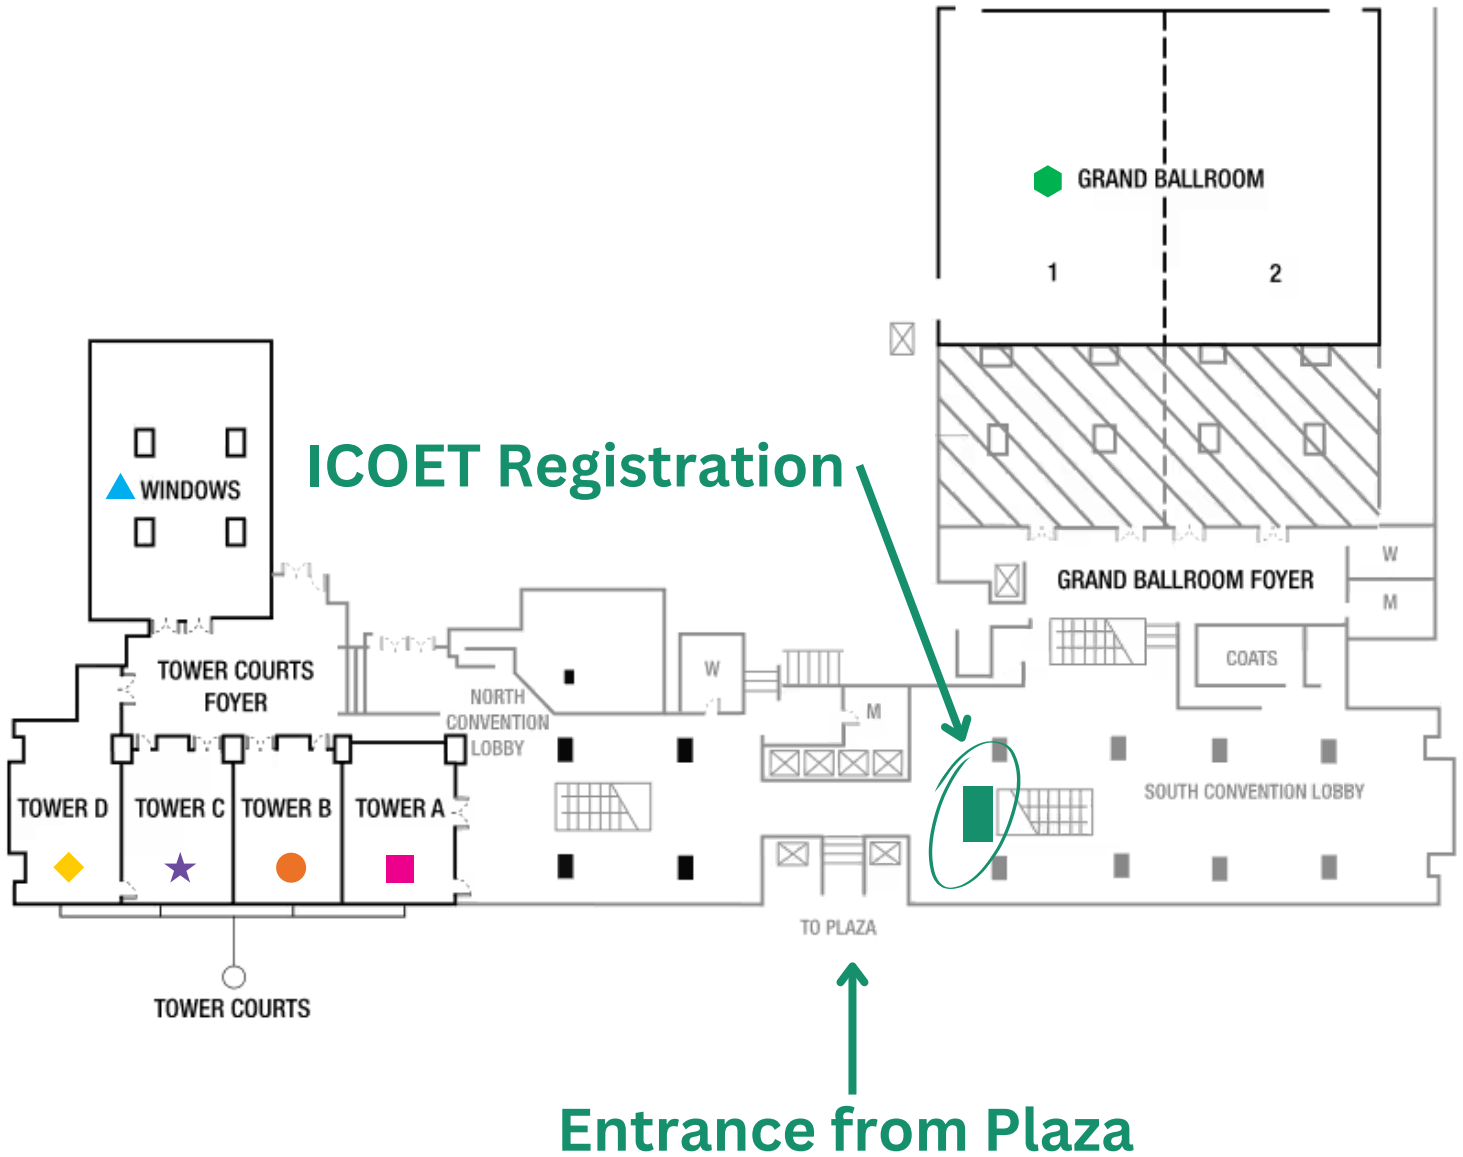 GRAND BALLROOM
1
2
ICOET Registration
WINDOWS
GRAND BALLROOM FOYER
W
M
COATS
TOWER COURTS
FOYER
W
NORTH
CONVENTION
LOBBY
M
SOUTH CONVENTION LOBBY
TOWER D
TOWER C
TOWER B
TOWER A
TO PLAZA
TOWER COURTS
Entrance from Plaza